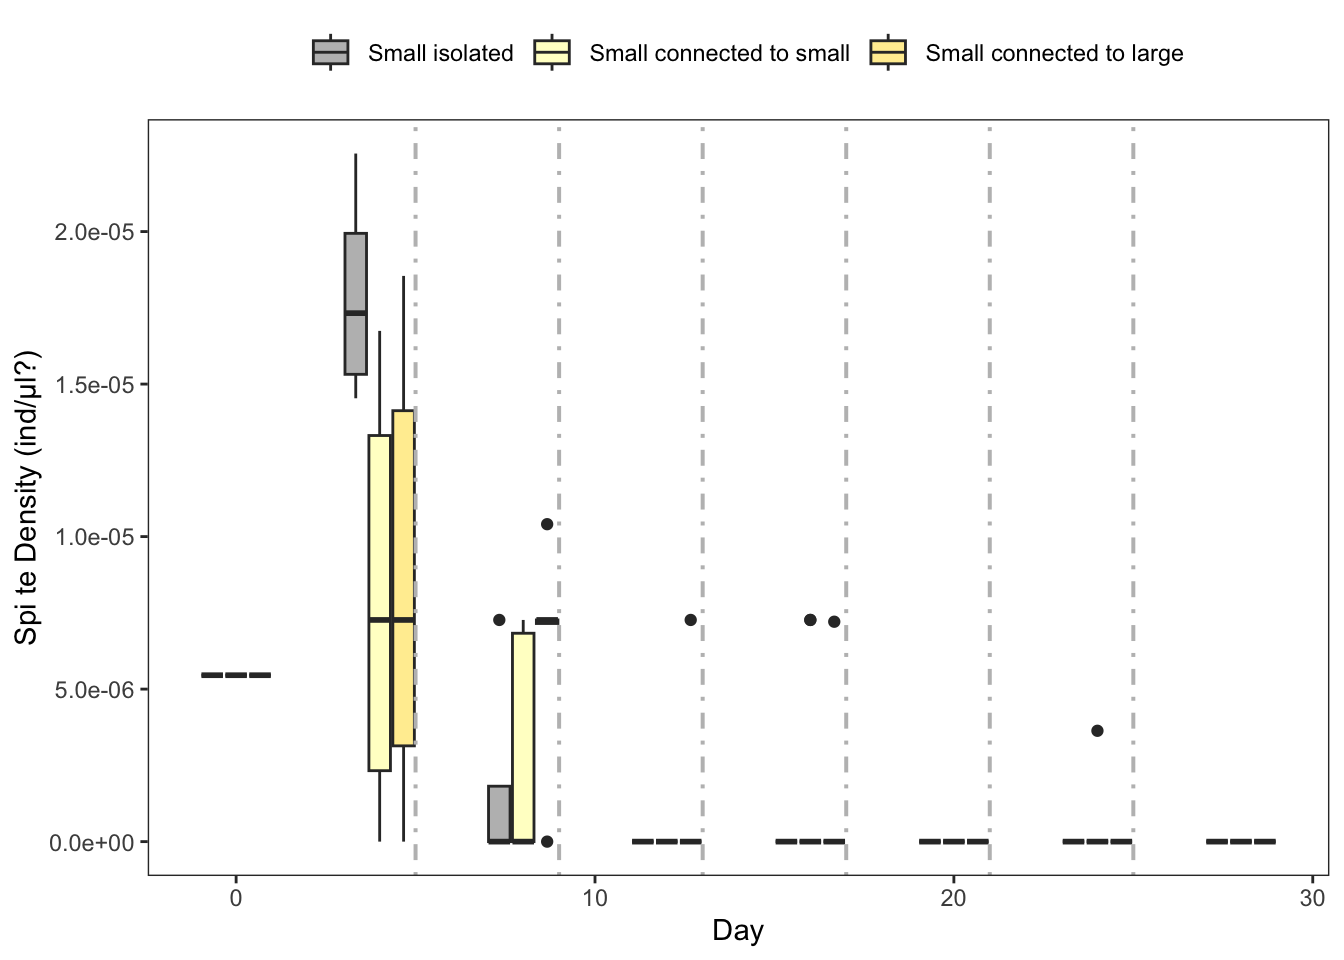 Small isolated Small connected to small Small connected to large
Spi te Density (ind/µl?)
2.0e-05
1.5e-05
1.0e-05
5.0e-06
0.0e+00
0 10 20 30
Day